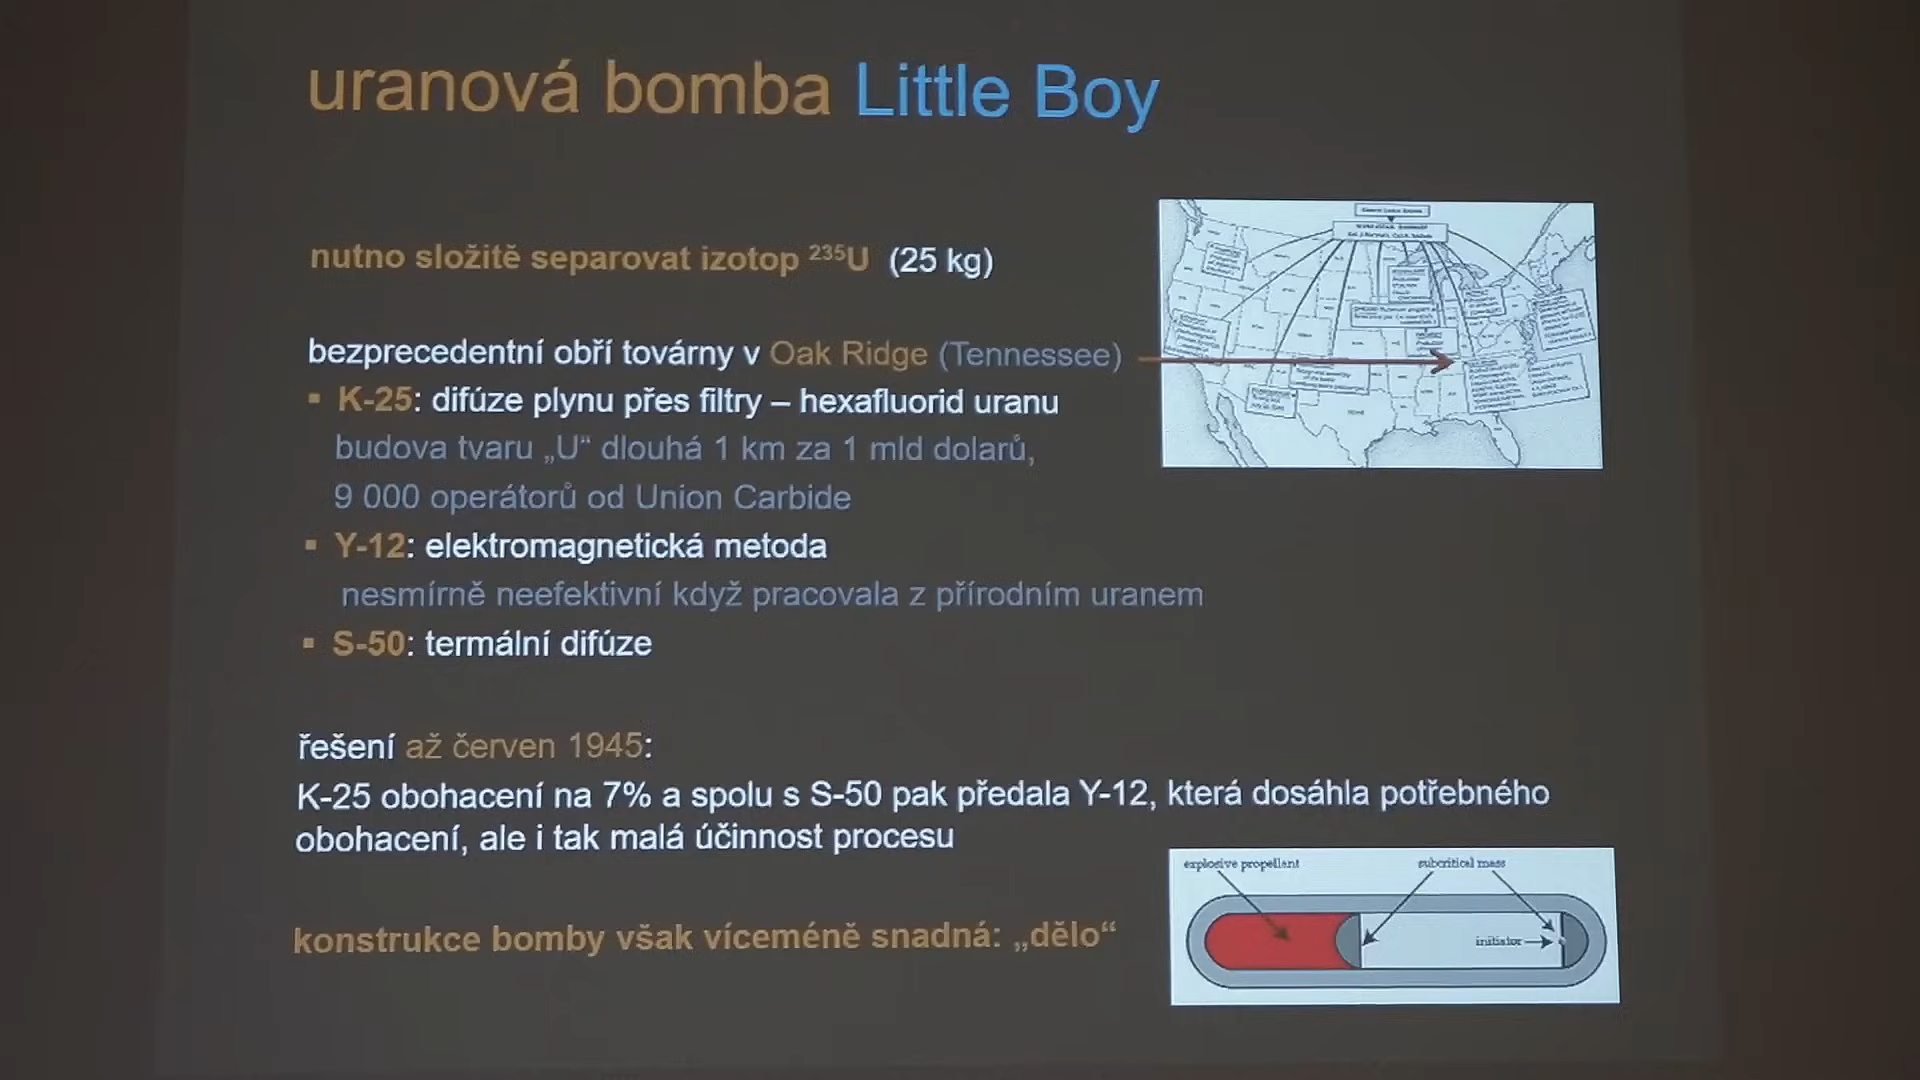 uranová bomba Little Boy
nutno složitě separovat izotop ²³⁵U (25 kg)
bezprecedentní obří továrny v Oak Ridge (Tennessee)
▪ K-25: difúze plynu přes filtry – hexafluorid uranu
budova tvaru „U“ dlouhá 1 km za 1 mld dolarů,
9 000 operátorů od Union Carbide
▪ Y-12: elektromagnetická metoda
nesmírně neefektivní když pracovala z přírodním uranem
▪ S-50: termální difúze
řešení až červen 1945:
K-25 obohacení na 7% a spolu s S-50 pak předala Y-12, která dosáhla potřebného
obohacení, ale i tak malá účinnost procesu
konstrukce bomby však víceméně snadná: „dělo“
explosive propellant
subcritical mass
initiator